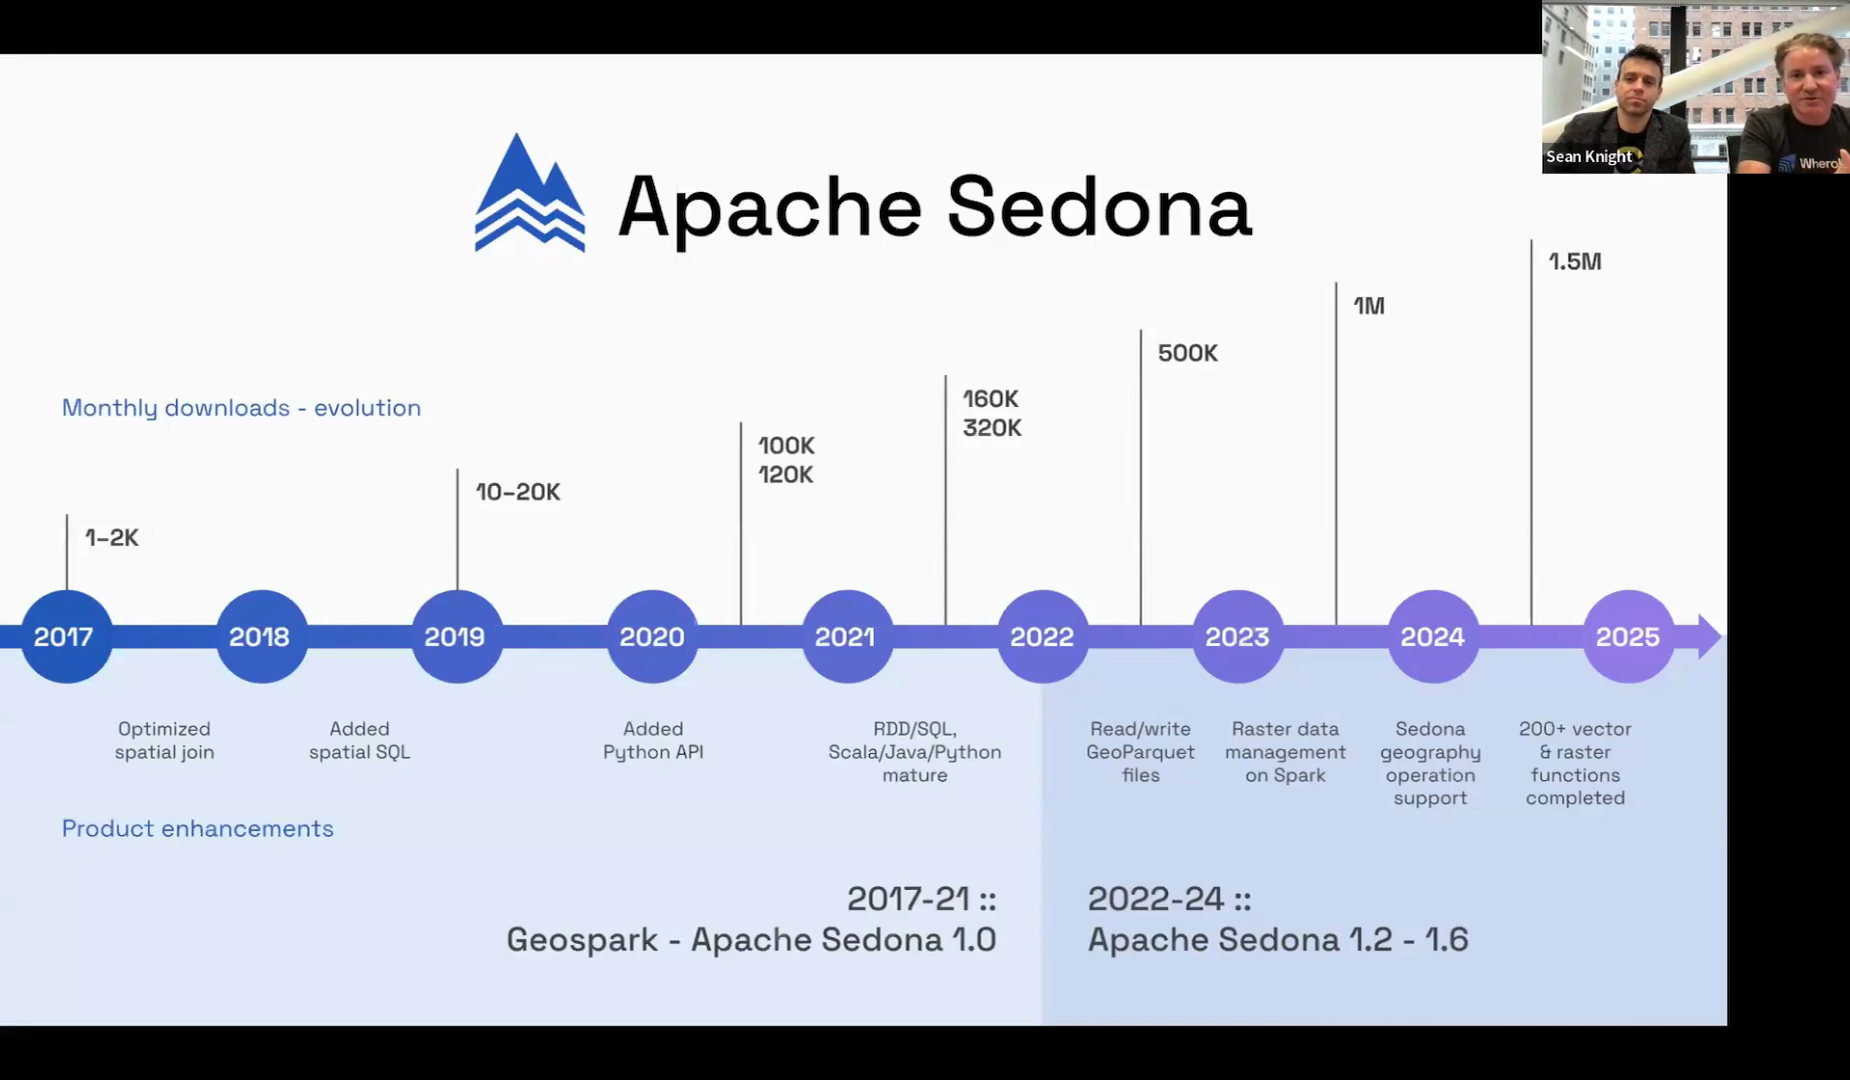 Sean Knight
Apache Sedona
1.5M
1M
500K
Monthly downloads - evolution
160K
320K
100K
120K
10-20K
1-2K
2017
2018
2019
2020
2021
2022
2023
2024
2025
Optimized
spatial join
Added
spatial SQL
Added
Python API
RDD/SQL,
Scala/Java/Python
mature
Read/write
GeoParquet
files
Raster data
management
on Spark
Sedona
geography
operation
support
200+ vector
& raster
functions
completed
Product enhancements
2017-21 ::
Geospark - Apache Sedona 1.0
2022-24 ::
Apache Sedona 1.2 - 1.6